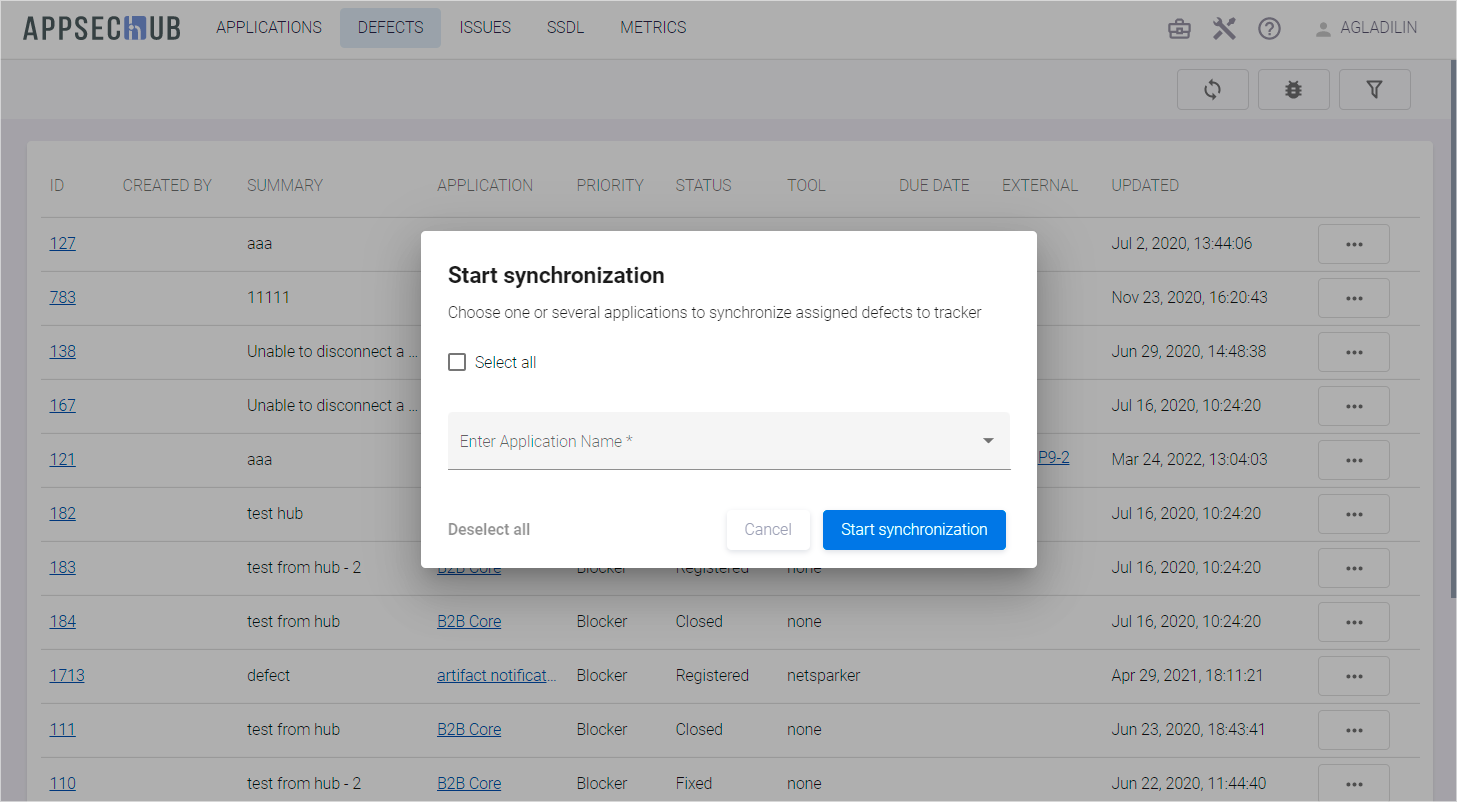 APPSECHUB APPLICATIONS DEFECTS ISSUES SSDL METRICS AGLADILIN
ID CREATED BY SUMMARY APPLICATION PRIORITY STATUS TOOL DUE DATE EXTERNAL UPDATED
127 aaa Jul 2, 2020, 13:44:06
783 11111 Nov 23, 2020, 16:20:43
138 Unable to disconnect a ... Jun 29, 2020, 14:48:38
167 Unable to disconnect a ... Jul 16, 2020, 10:24:20
121 aaa P9-2 Mar 24, 2022, 13:04:03
182 test hub Jul 16, 2020, 10:24:20
183 test from hub - 2 B2B Core Blocker Registered none Jul 16, 2020, 10:24:20
184 test from hub B2B Core Blocker Closed none Jul 16, 2020, 10:24:20
1713 defect artifact notificat... Blocker Registered netsparker Apr 29, 2021, 18:11:21
111 test from hub B2B Core Blocker Closed none Jun 23, 2020, 18:43:41
110 test from hub - 2 B2B Core Blocker Fixed none Jun 22, 2020, 11:44:40
Start synchronization
Choose one or several applications to synchronize assigned defects to tracker
Select all
Enter Application Name *
Deselect all Cancel Start synchronization